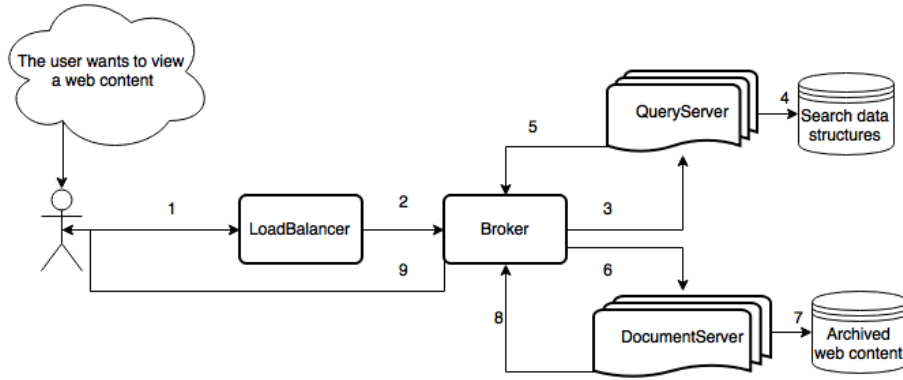 The user wants to view
a web content
QueryServer
4
Search data
structures
5
1
LoadBalancer
2
Broker
3
9
6
8
DocumentServer
7
Archived
web content